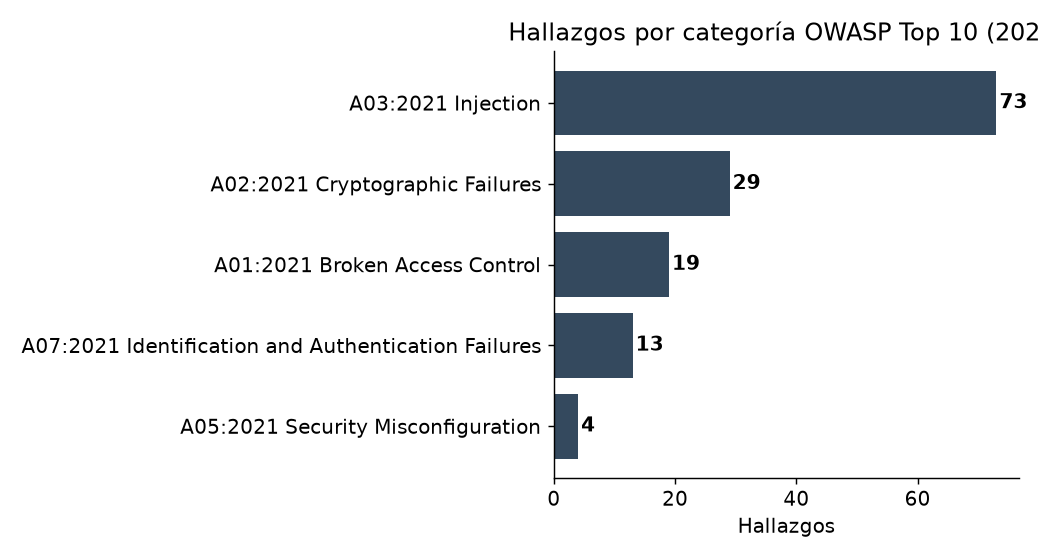 Hallazgos por categoría OWASP Top 10 (202
A03:2021 Injection
73
A02:2021 Cryptographic Failures
29
A01:2021 Broken Access Control
19
A07:2021 Identification and Authentication Failures
13
A05:2021 Security Misconfiguration
4
0 20 40 60
Hallazgos